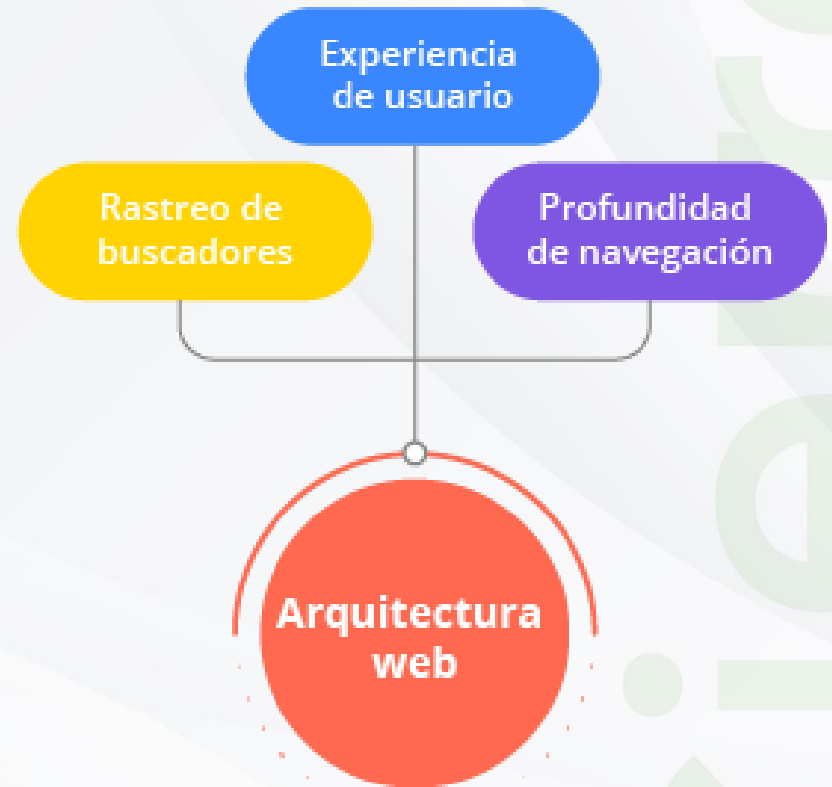 Experiencia
de usuario
Rastreo de
buscadores
Profundidad
de navegación
Arquitectura
web